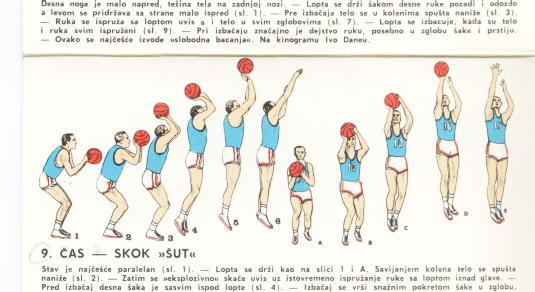 Desna noga je malo napred, težina tela na zadnjoj nozi. — Lopta se drži šakom desne ruke pozadi i odozdo
a levom se pridržava sa strane malo ispred (sl. 1). — Pre izbacaja telo se u kolenima spušta naniže (sl. 3).
— Ruka se ispruža sa loptom uvis a i telo u svim zglobovima (sl. 7). — Lopta se izbacuje, kada su telo
i ruka svim ispruženi (sl. 9). — Pri izbačaju značajno je dejstvo ruku, posebno u zglobu šake i prstiju.
— Ovako se najčešće izvode »slobodna bacanja«. Na kinogramu Ivo Daneu.
1 2 3 4 5 6 A B C D E
9. ČAS — SKOK »ŠUT«
Stav je najčešće paralelan (sl. 1). — Lopta se drži kao na slici 1 i A. Savijanjem kolena telo se spušta
naniže (sl. 2). — Zatim se »eksplozivno« skače uvis uz istovremeno ispružanje ruke sa loptom iznad glave. —
Pred izbačaj desna šaka je sasvim ispod lopte (sl. 4). — Izbačaj se vrši snažnim pokretom šake u zglobu,